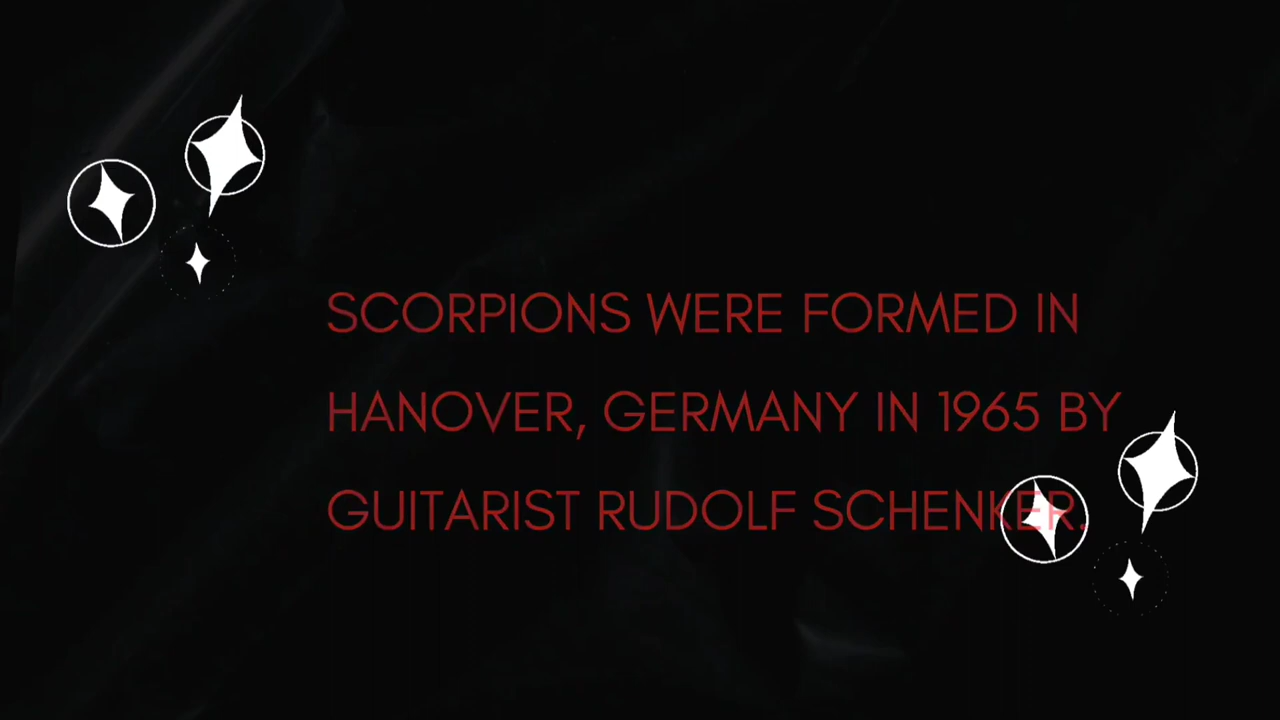 SCORPIONS WERE FORMED IN
HANOVER, GERMANY IN 1965 BY
GUITARIST RUDOLF SCHENKER.